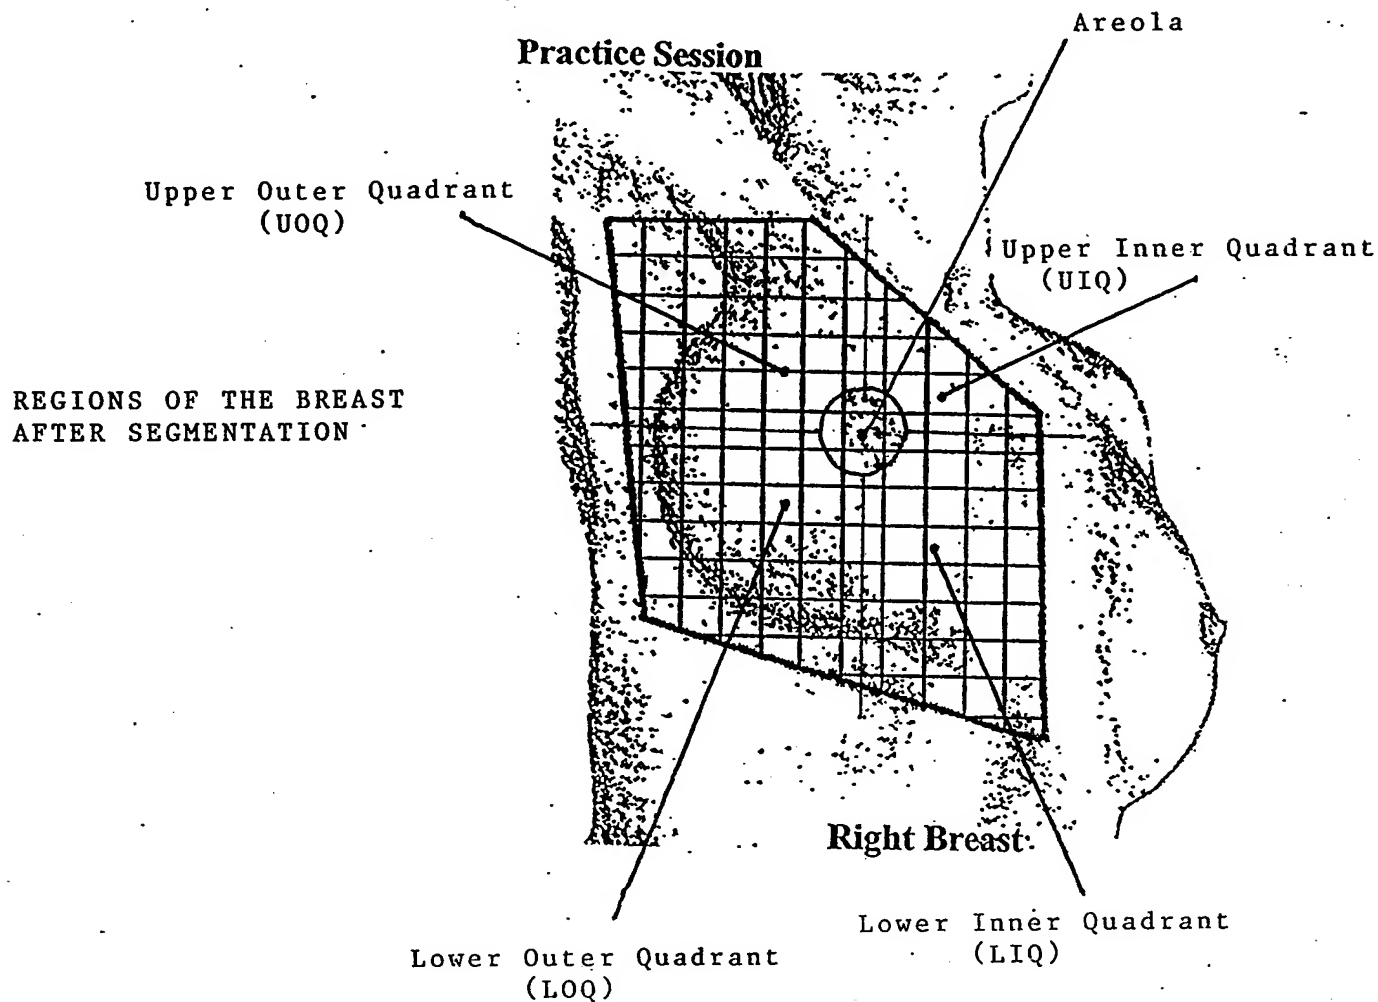 Areola
Practice Session
Upper Outer Quadrant
(UOQ)
Upper Inner Quadrant
(UIQ)
REGIONS OF THE BREAST
AFTER SEGMENTATION
Right Breast
Lower Inner Quadrant
(LIQ)
Lower Outer Quadrant
(LOQ)